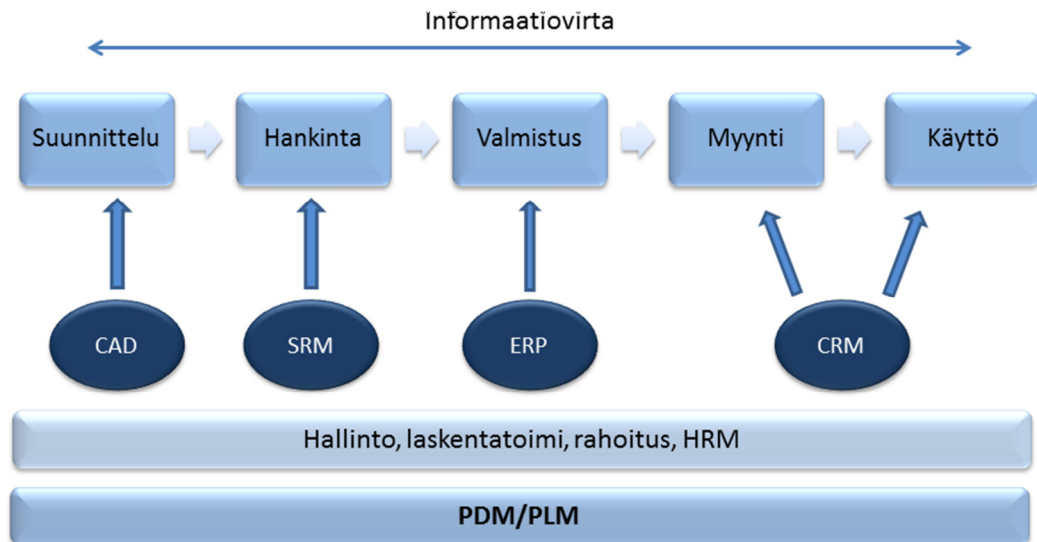 Informaatiovirta
Suunnittelu
Hankinta
Valmistus
Myynti
Käyttö
CAD
SRM
ERP
CRM
Hallinto, laskentatoimi, rahoitus, HRM
PDM/PLM